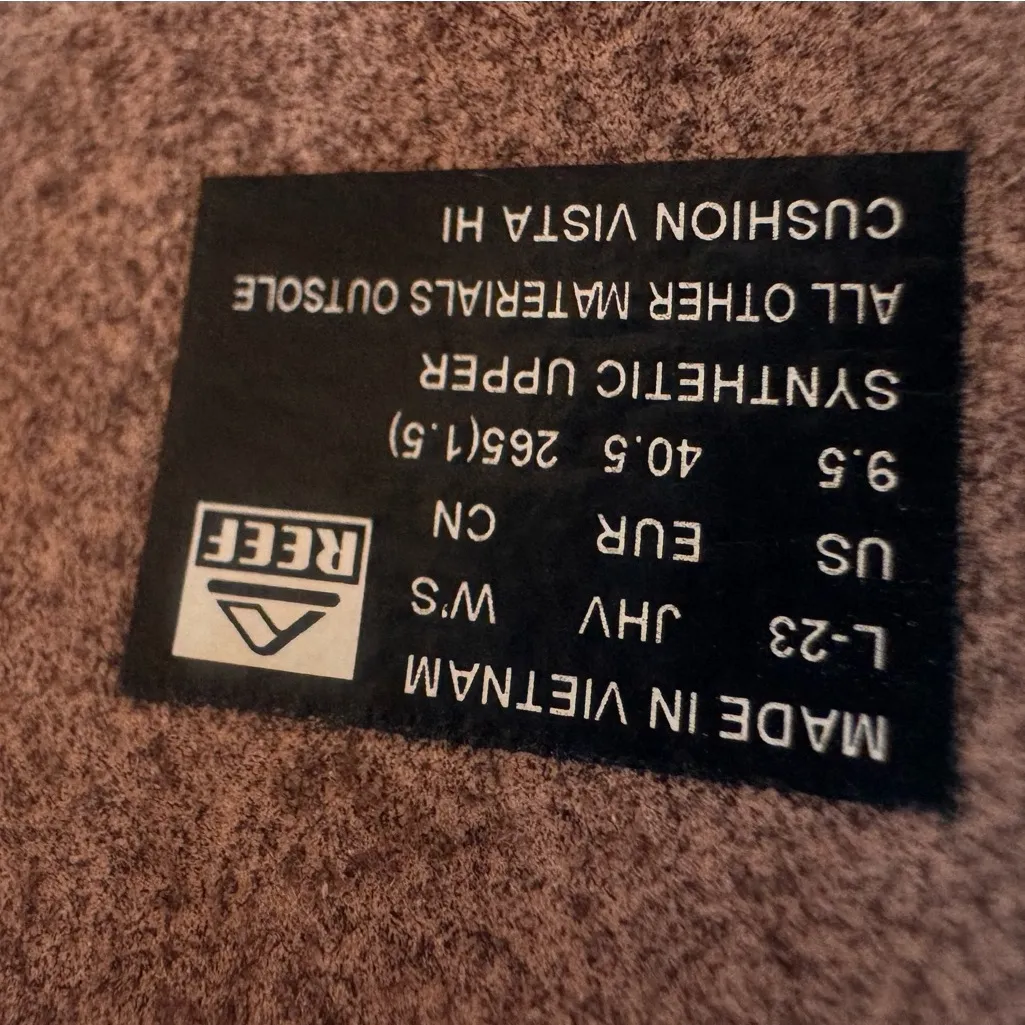 MADE IN VIETNAM
L-23 JHV W'S
US EUR CN
9.5 40.5 265(1.5)
SYNTHETIC UPPER
ALL OTHER MATERIALS OUTSOLE
CUSHION VISTA HI
REEF